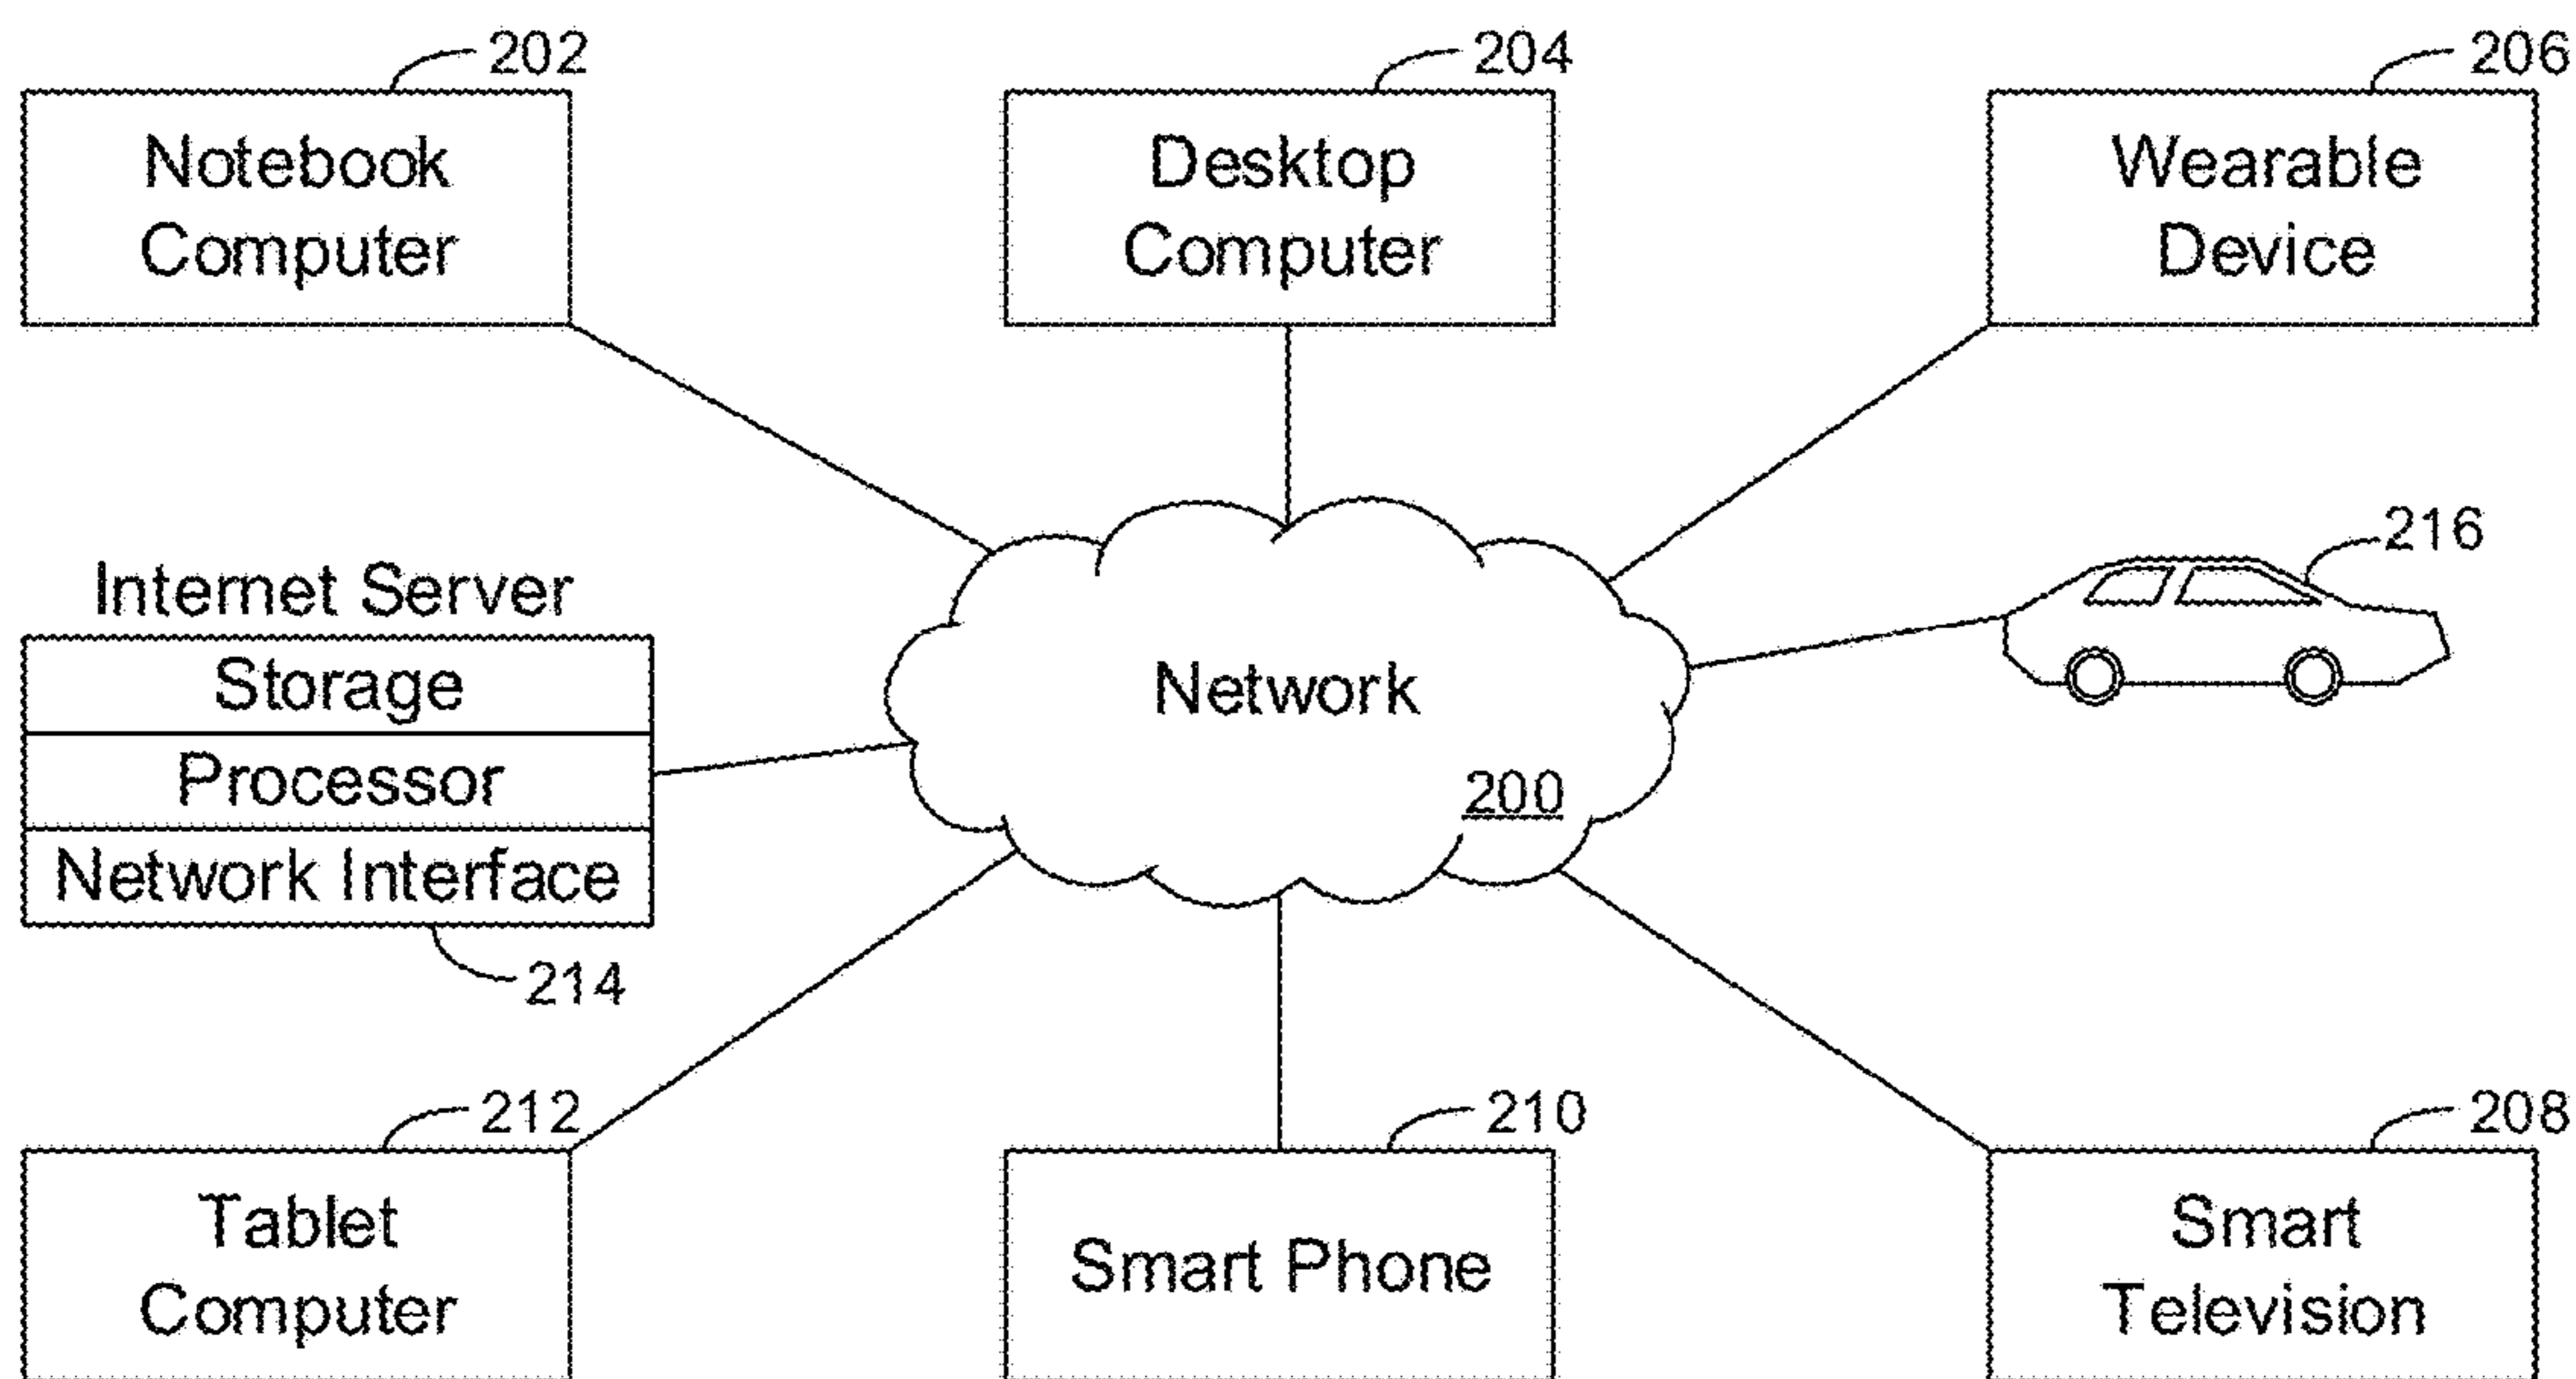 202
204
206
Notebook
Computer
Desktop
Computer
Wearable
Device
216
Internet Server
Storage
Processor
Network Interface
214
Network
200
212
210
208
Tablet
Computer
Smart Phone
Smart
Television